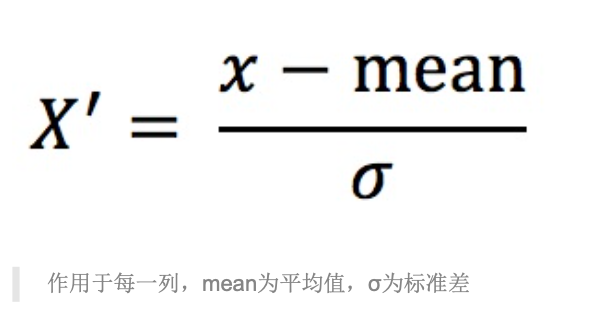 X′ = (x − mean) / σ
作用于每一列，mean为平均值，σ为标准差